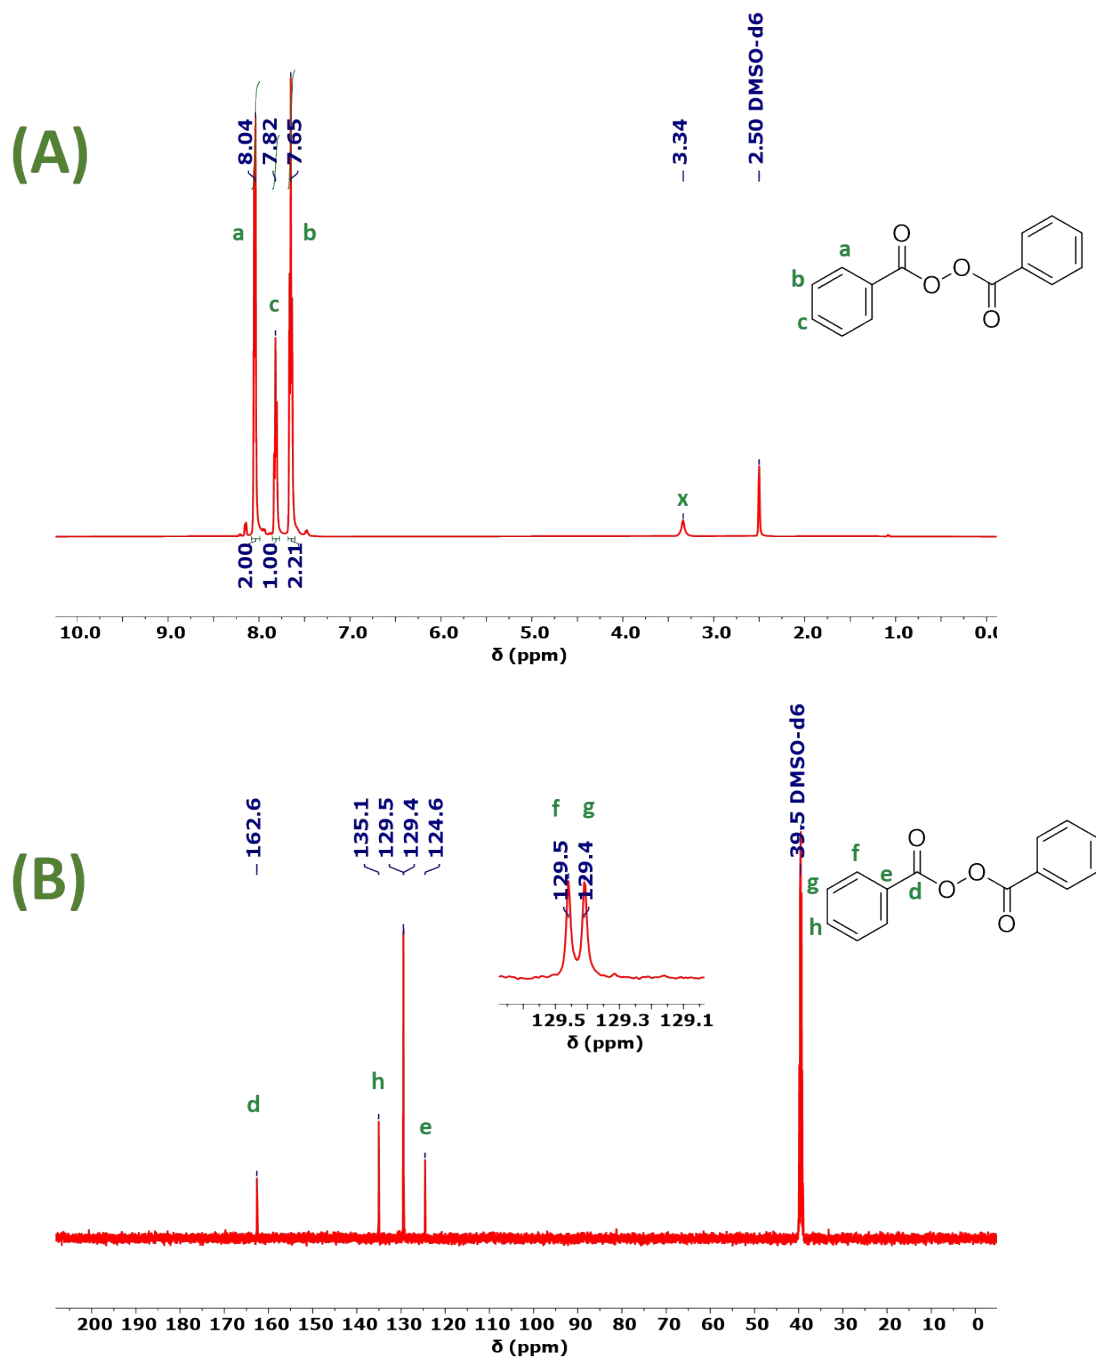 (A)
8.04
7.82
7.65
3.34
2.50 DMSO-d6
a
b
c
x
O
O
O
O
a
b
c
2.00
1.00
2.21
10.0 9.0 8.0 7.0 6.0 5.0 4.0 3.0 2.0 1.0 0.0
δ (ppm)
(B)
162.6
135.1
129.5
129.4
124.6
39.5 DMSO-d6
f g
129.5
129.4
129.5 129.3 129.1
δ (ppm)
d
h
e
O
O
O
O
f
g
e
d
h
200 190 180 170 160 150 140 130 120 110 100 90 80 70 60 50 40 30 20 10 0
δ (ppm)